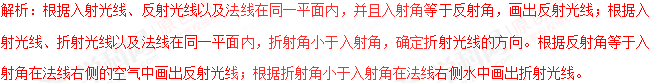 解析：根据入射光线、反射光线以及法线在同一平面内，并且入射角等于反射角，画出反射光线；根据入
射光线、折射光线以及法线在同一平面内，折射角小于入射角，确定折射光线的方向。根据反射角等于入
射角在法线右侧的空气中画出反射光线；根据折射角小于入射角在法线右侧水中画出折射光线。